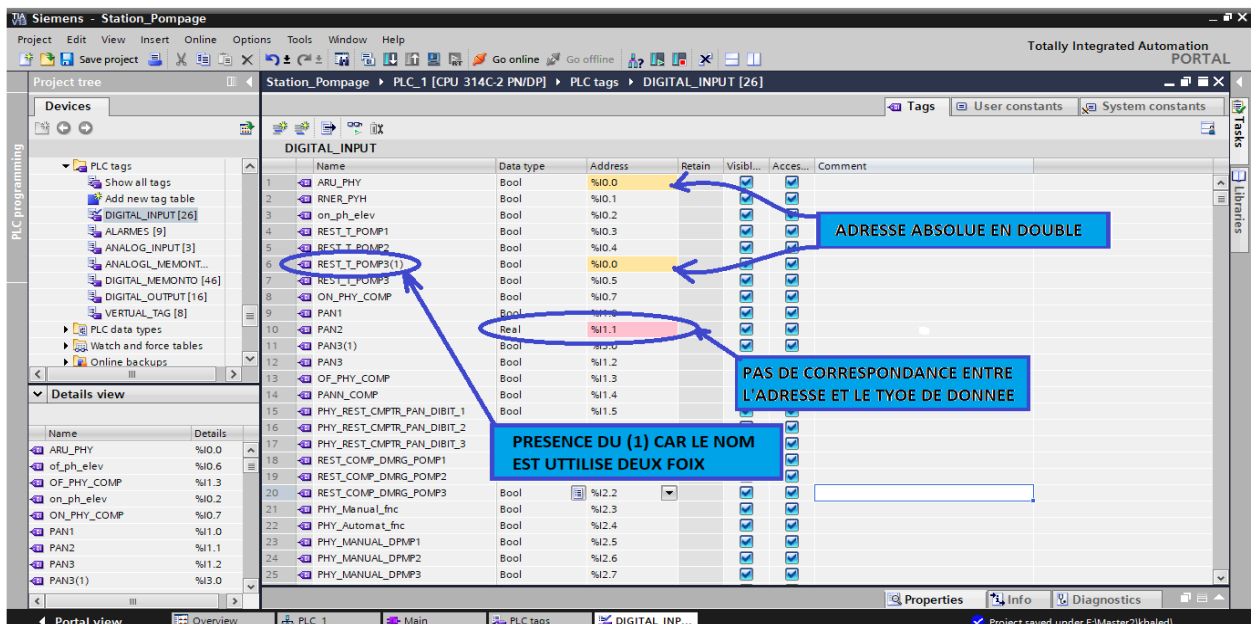 Siemens - Station_Pompage
Project Edit View Insert Online Options Tools Window Help
Totally Integrated Automation
PORTAL
Save project Go online Go offline
Project tree
Station_Pompage PLC_1 [CPU 314C-2 PN/DP] PLC tags DIGITAL_INPUT [26]
Devices
Tags User constants System constants
PLC programming
Tasks
Libraries
PLC tags
Show all tags
Add new tag table
DIGITAL_INPUT [26]
ALARMES [9]
ANALOG_INPUT [3]
ANALOGL_MEMONT...
DIGITAL_MEMONTO [46]
DIGITAL_OUTPUT [16]
VERTUAL_TAG [8]
PLC data types
Watch and force tables
Online backups
Details view
Name Details
ARU_PHY %I0.0
of_ph_elev %I0.6
OF_PHY_COMP %I1.3
on_ph_elev %I0.2
ON_PHY_COMP %I0.7
PAN1 %I1.0
PAN2 %I1.1
PAN3 %I1.2
PAN3(1) %I3.0
DIGITAL_INPUT
Name Data type Address Retain Visibl... Acces... Comment
1 ARU_PHY Bool %I0.0
2 RNER_PYH Bool %I0.1
3 on_ph_elev Bool %I0.2
4 REST_T_POMP1 Bool %I0.3
5 REST_T_POMP2 Bool %I0.4
6 REST_T_POMP3(1) Bool %I0.0
7 REST_T_POMP3 Bool %I0.5
8 ON_PHY_COMP Bool %I0.7
9 PAN1 Bool %I1.0
10 PAN2 Real %I1.1
11 PAN3(1) Bool %I3.0
12 PAN3 Bool %I1.2
13 OF_PHY_COMP Bool %I1.3
14 PANN_COMP Bool %I1.4
15 PHY_REST_CMPTR_PAN_DIBIT_1 Bool %I1.5
16 PHY_REST_CMPTR_PAN_DIBIT_2
17 PHY_REST_CMPTR_PAN_DIBIT_3
18 REST_COMP_DMRG_POMP1
19 REST_COMP_DMRG_POMP2
20 REST_COMP_DMRG_POMP3 Bool %I2.2
21 PHY_Manual_fnc Bool %I2.3
22 PHY_Automat_fnc Bool %I2.4
23 PHY_MANUAL_DPMP1 Bool %I2.5
24 PHY_MANUAL_DPMP2 Bool %I2.6
25 PHY_MANUAL_DPMP3 Bool %I2.7
ADRESSE ABSOLUE EN DOUBLE
PAS DE CORRESPONDANCE ENTRE
L'ADRESSE ET LE TYOE DE DONNEE
PRESENCE DU (1) CAR LE NOM
EST UTTILISE DEUX FOIX
Properties Info Diagnostics
Portal view Overview PLC_1 Main PLC tags DIGITAL_INP...
Project saved under E:\Master2\khaled\